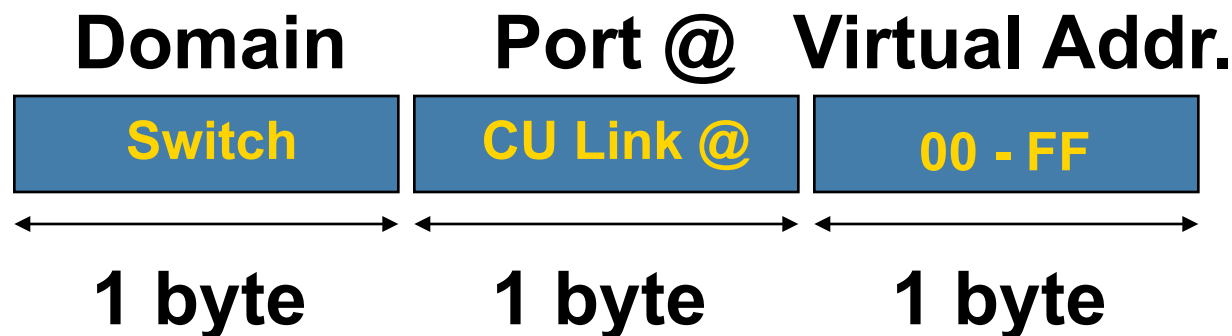 Domain Port @ Virtual Addr.
Switch CU Link @ 00 - FF
1 byte 1 byte 1 byte